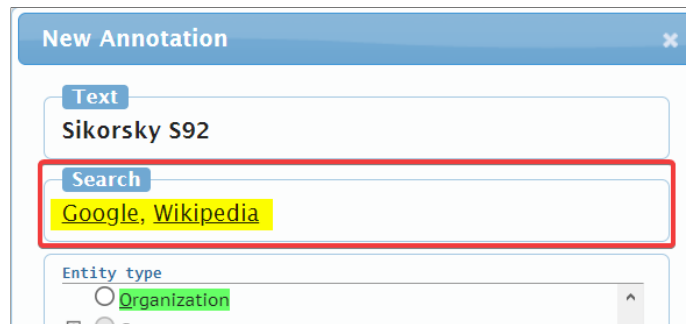 New Annotation
Text
Sikorsky S92
Search
Google, Wikipedia
Entity type
Organization